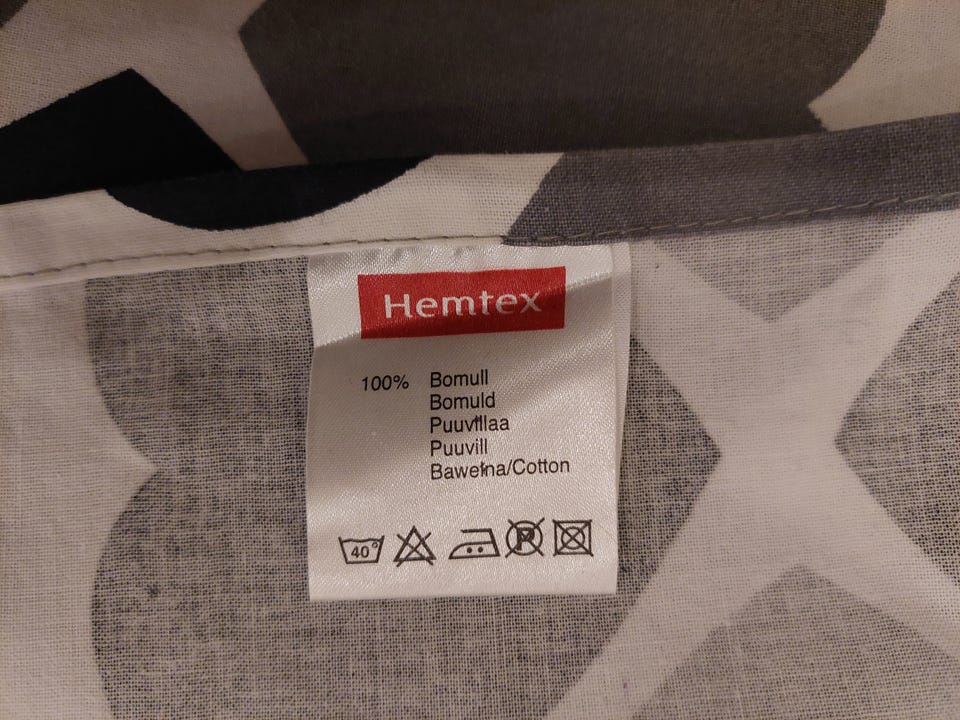 Hemtex
100% Bomull
Bomuld
Puuvillaa
Puuvill
Bawełna/Cotton
40°
P